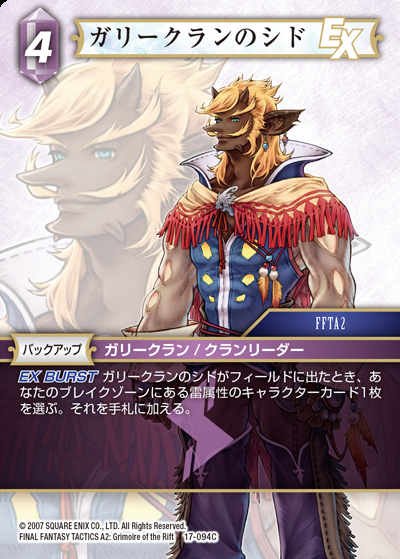 4
ガリークランのシド
EX
FFTA2
バックアップ
ガリークラン / クランリーダー
EX BURST ガリークランのシドがフィールドに出たとき、あ
なたのブレイクゾーンにある雷属性のキャラクターカード1枚
を選ぶ。それを手札に加える。
© 2007 SQUARE ENIX CO., LTD. All Rights Reserved.
FINAL FANTASY TACTICS A2: Grimoire of the Rift
17-094C